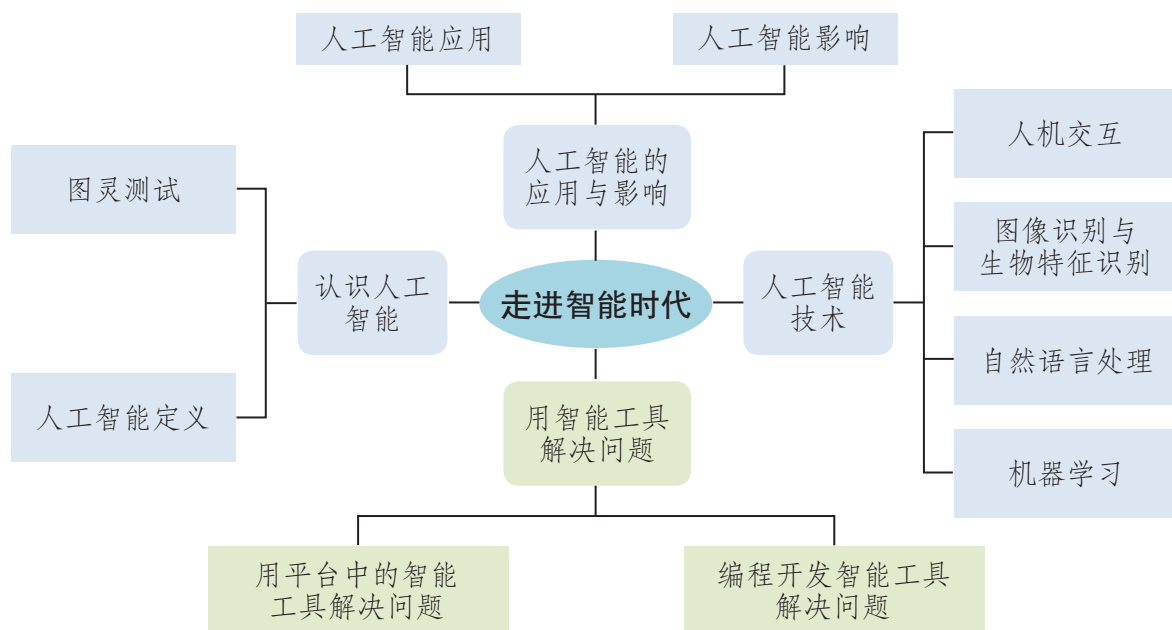 人工智能应用
人工智能影响
人工智能的
应用与影响
图灵测试
人机交互
图像识别与
生物特征识别
认识人工
智能
走进智能时代
人工智能
技术
自然语言处理
人工智能定义
用智能工具
解决问题
机器学习
用平台中的智能
工具解决问题
编程开发智能工具
解决问题